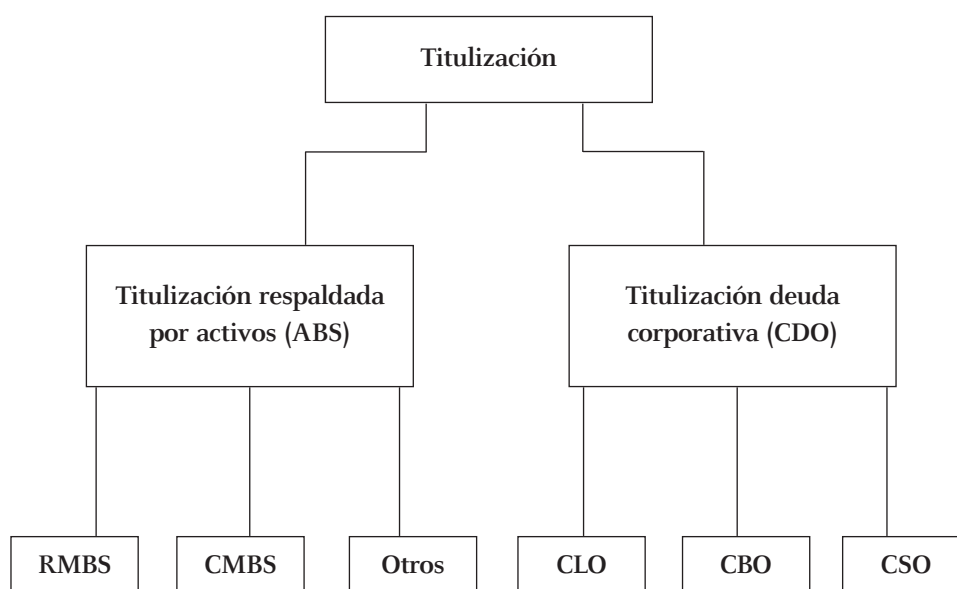 Titulización
Titulización respaldada
por activos (ABS)
Titulización deuda
corporativa (CDO)
RMBS
CMBS
Otros
CLO
CBO
CSO